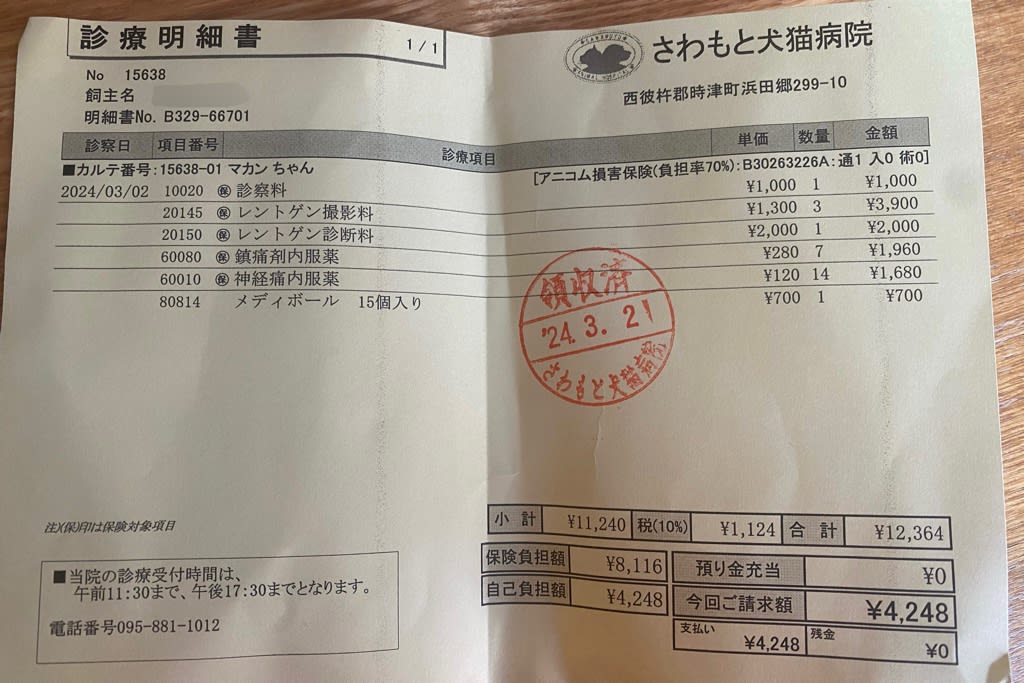 診療明細書
1/1
No 15638
飼主名
明細書No. B329-66701
SAWAMOTO
ANIMAL HOSPITAL
さわもと犬猫病院
西彼杵郡時津町浜田郷299-10
診察日 項目番号 診療項目 単価 数量 金額
■カルテ番号:15638-01 マカン ちゃん [アニコム損害保険(負担率70%):B30263226A:通1 入0 術0]
2024/03/02 10020 ㊩ 診察料 ¥1,000 1 ¥1,000
20145 ㊩ レントゲン撮影料 ¥1,300 3 ¥3,900
20150 ㊩ レントゲン診断料 ¥2,000 1 ¥2,000
60080 ㊩ 鎮痛剤内服薬 ¥280 7 ¥1,960
60010 ㊩ 神経痛内服薬 ¥120 14 ¥1,680
80814 メディボール 15個入り ¥700 1 ¥700
領収済
'24.3.21
さわもと犬猫病院
注)(保)印は保険対象項目
小計 ¥11,240 税(10%) ¥1,124 合計 ¥12,364
保険負担額 ¥8,116 預り金充当 ¥0
自己負担額 ¥4,248 今回ご請求額 ¥4,248
支払い ¥4,248 残金 ¥0
■当院の診療受付時間は、
午前11:30まで、午後17:30までとなります。
電話番号095-881-1012